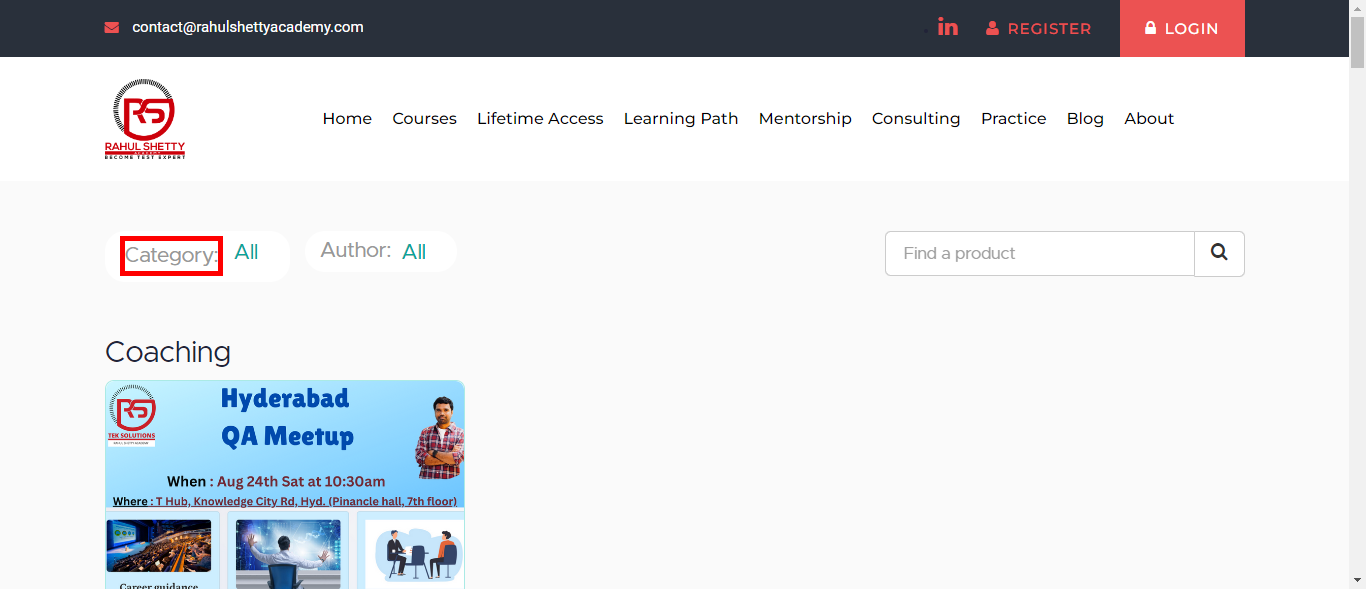 contact@rahulshettyacademy.com
REGISTER
LOGIN
RS
RAHUL SHETTY
ACADEMY
BECOME TEST EXPERT
Home Courses Lifetime Access Learning Path Mentorship Consulting Practice Blog About
Category: All Author: All
Find a product
Coaching
RS
TEK SOLUTIONS
Hyderabad
QA Meetup
When : Aug 24th Sat at 10:30am
Where : T Hub, Knowledge City Rd, Hyd. (Pinancle hall, 7th floor)
Career guidance